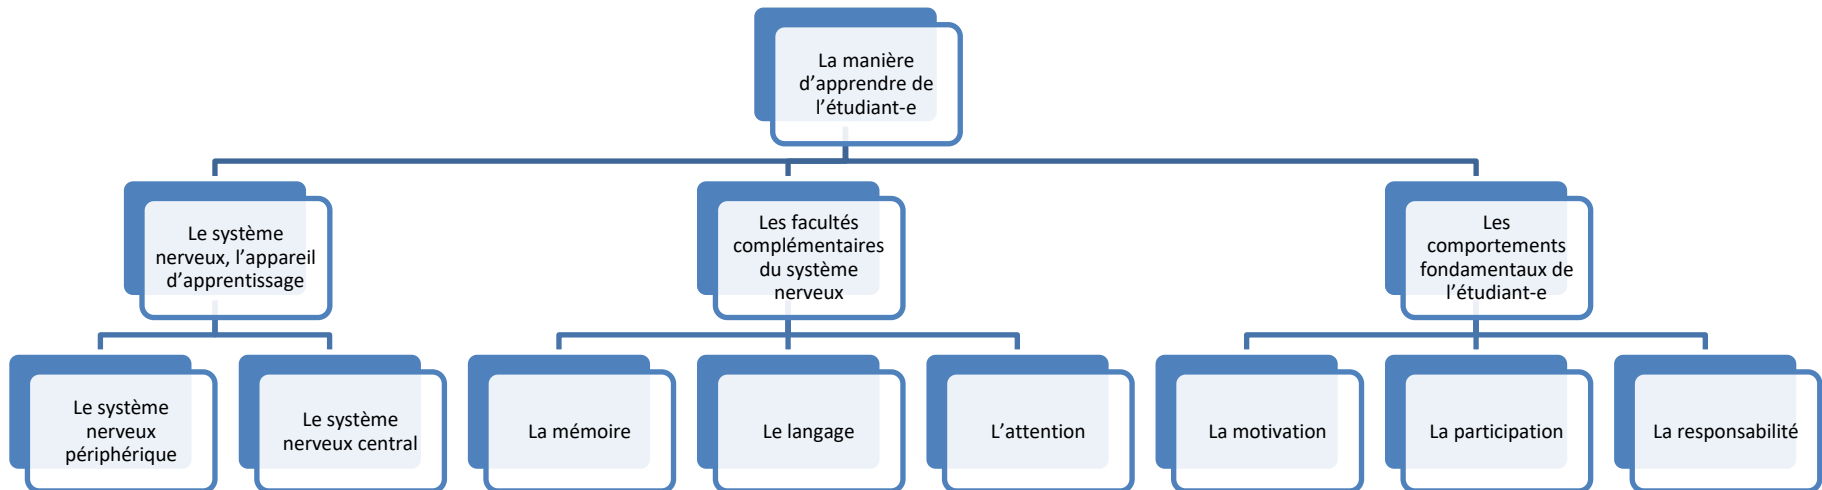 La manière
d’apprendre de
l’étudiant-e
Le système
nerveux, l’appareil
d’apprentissage
Les facultés
complémentaires
du système
nerveux
Les
comportements
fondamentaux de
l’étudiant-e
Le système
nerveux
périphérique
Le système
nerveux central
La mémoire
Le langage
L’attention
La motivation
La participation
La responsabilité